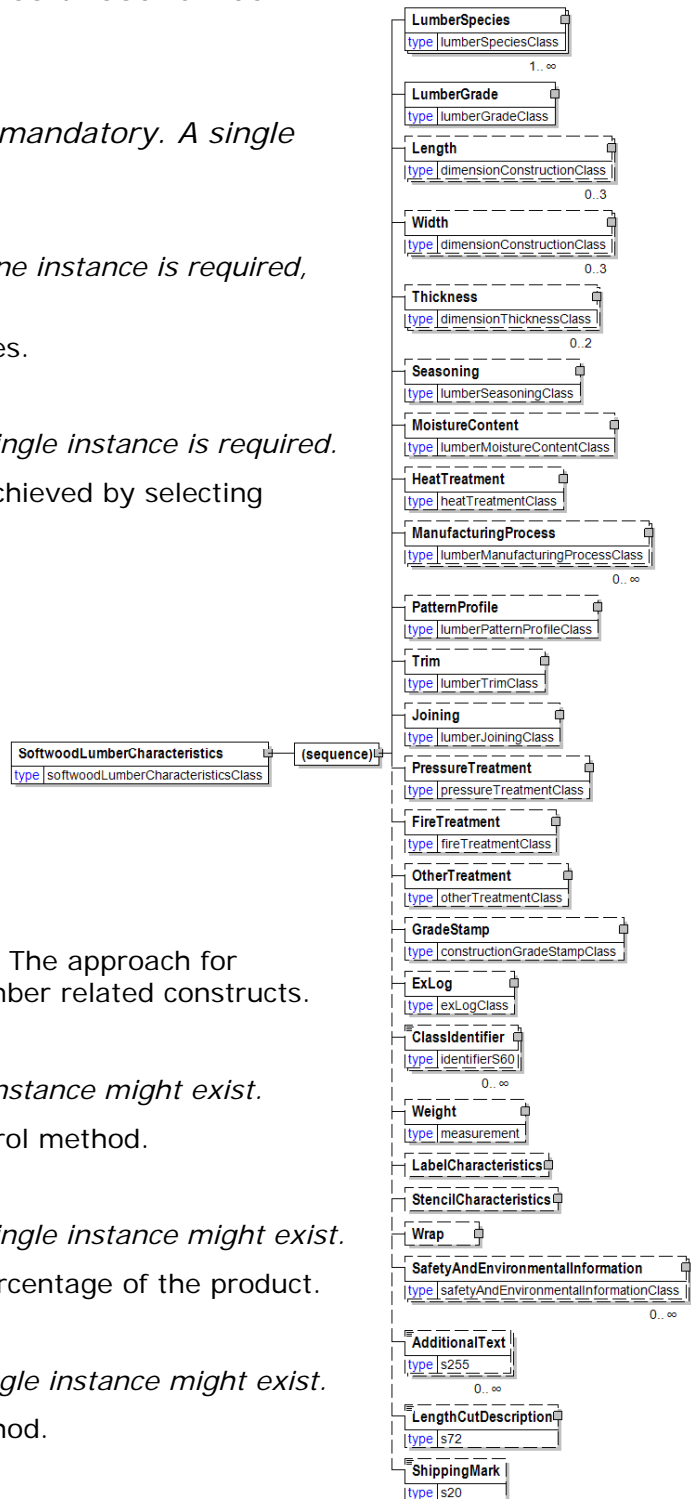 mandatory. A single
ne instance is required,
es.
ingle instance is required.
chieved by selecting
The approach for
nber related constructs.
nstance might exist.
rol method.
ingle instance might exist.
rcentage of the product.
gle instance might exist.
nod.
SoftwoodLumberCharacteristics
type softwoodLumberCharacteristicsClass
(sequence)
LumberSpecies
type lumberSpeciesClass
1.. ∞
LumberGrade
type lumberGradeClass
Length
type dimensionConstructionClass
0..3
Width
type dimensionConstructionClass
0..3
Thickness
type dimensionThicknessClass
0..2
Seasoning
type lumberSeasoningClass
MoistureContent
type lumberMoistureContentClass
HeatTreatment
type heatTreatmentClass
ManufacturingProcess
type lumberManufacturingProcessClass
0.. ∞
PatternProfile
type lumberPatternProfileClass
Trim
type lumberTrimClass
Joining
type lumberJoiningClass
PressureTreatment
type pressureTreatmentClass
FireTreatment
type fireTreatmentClass
OtherTreatment
type otherTreatmentClass
GradeStamp
type constructionGradeStampClass
ExLog
type exLogClass
ClassIdentifier
type identifierS60
0.. ∞
Weight
type measurement
LabelCharacteristics
StencilCharacteristics
Wrap
SafetyAndEnvironmentalInformation
type safetyAndEnvironmentalInformationClass
0.. ∞
AdditionalText
type s255
0.. ∞
LengthCutDescription
type s72
ShippingMark
type s20